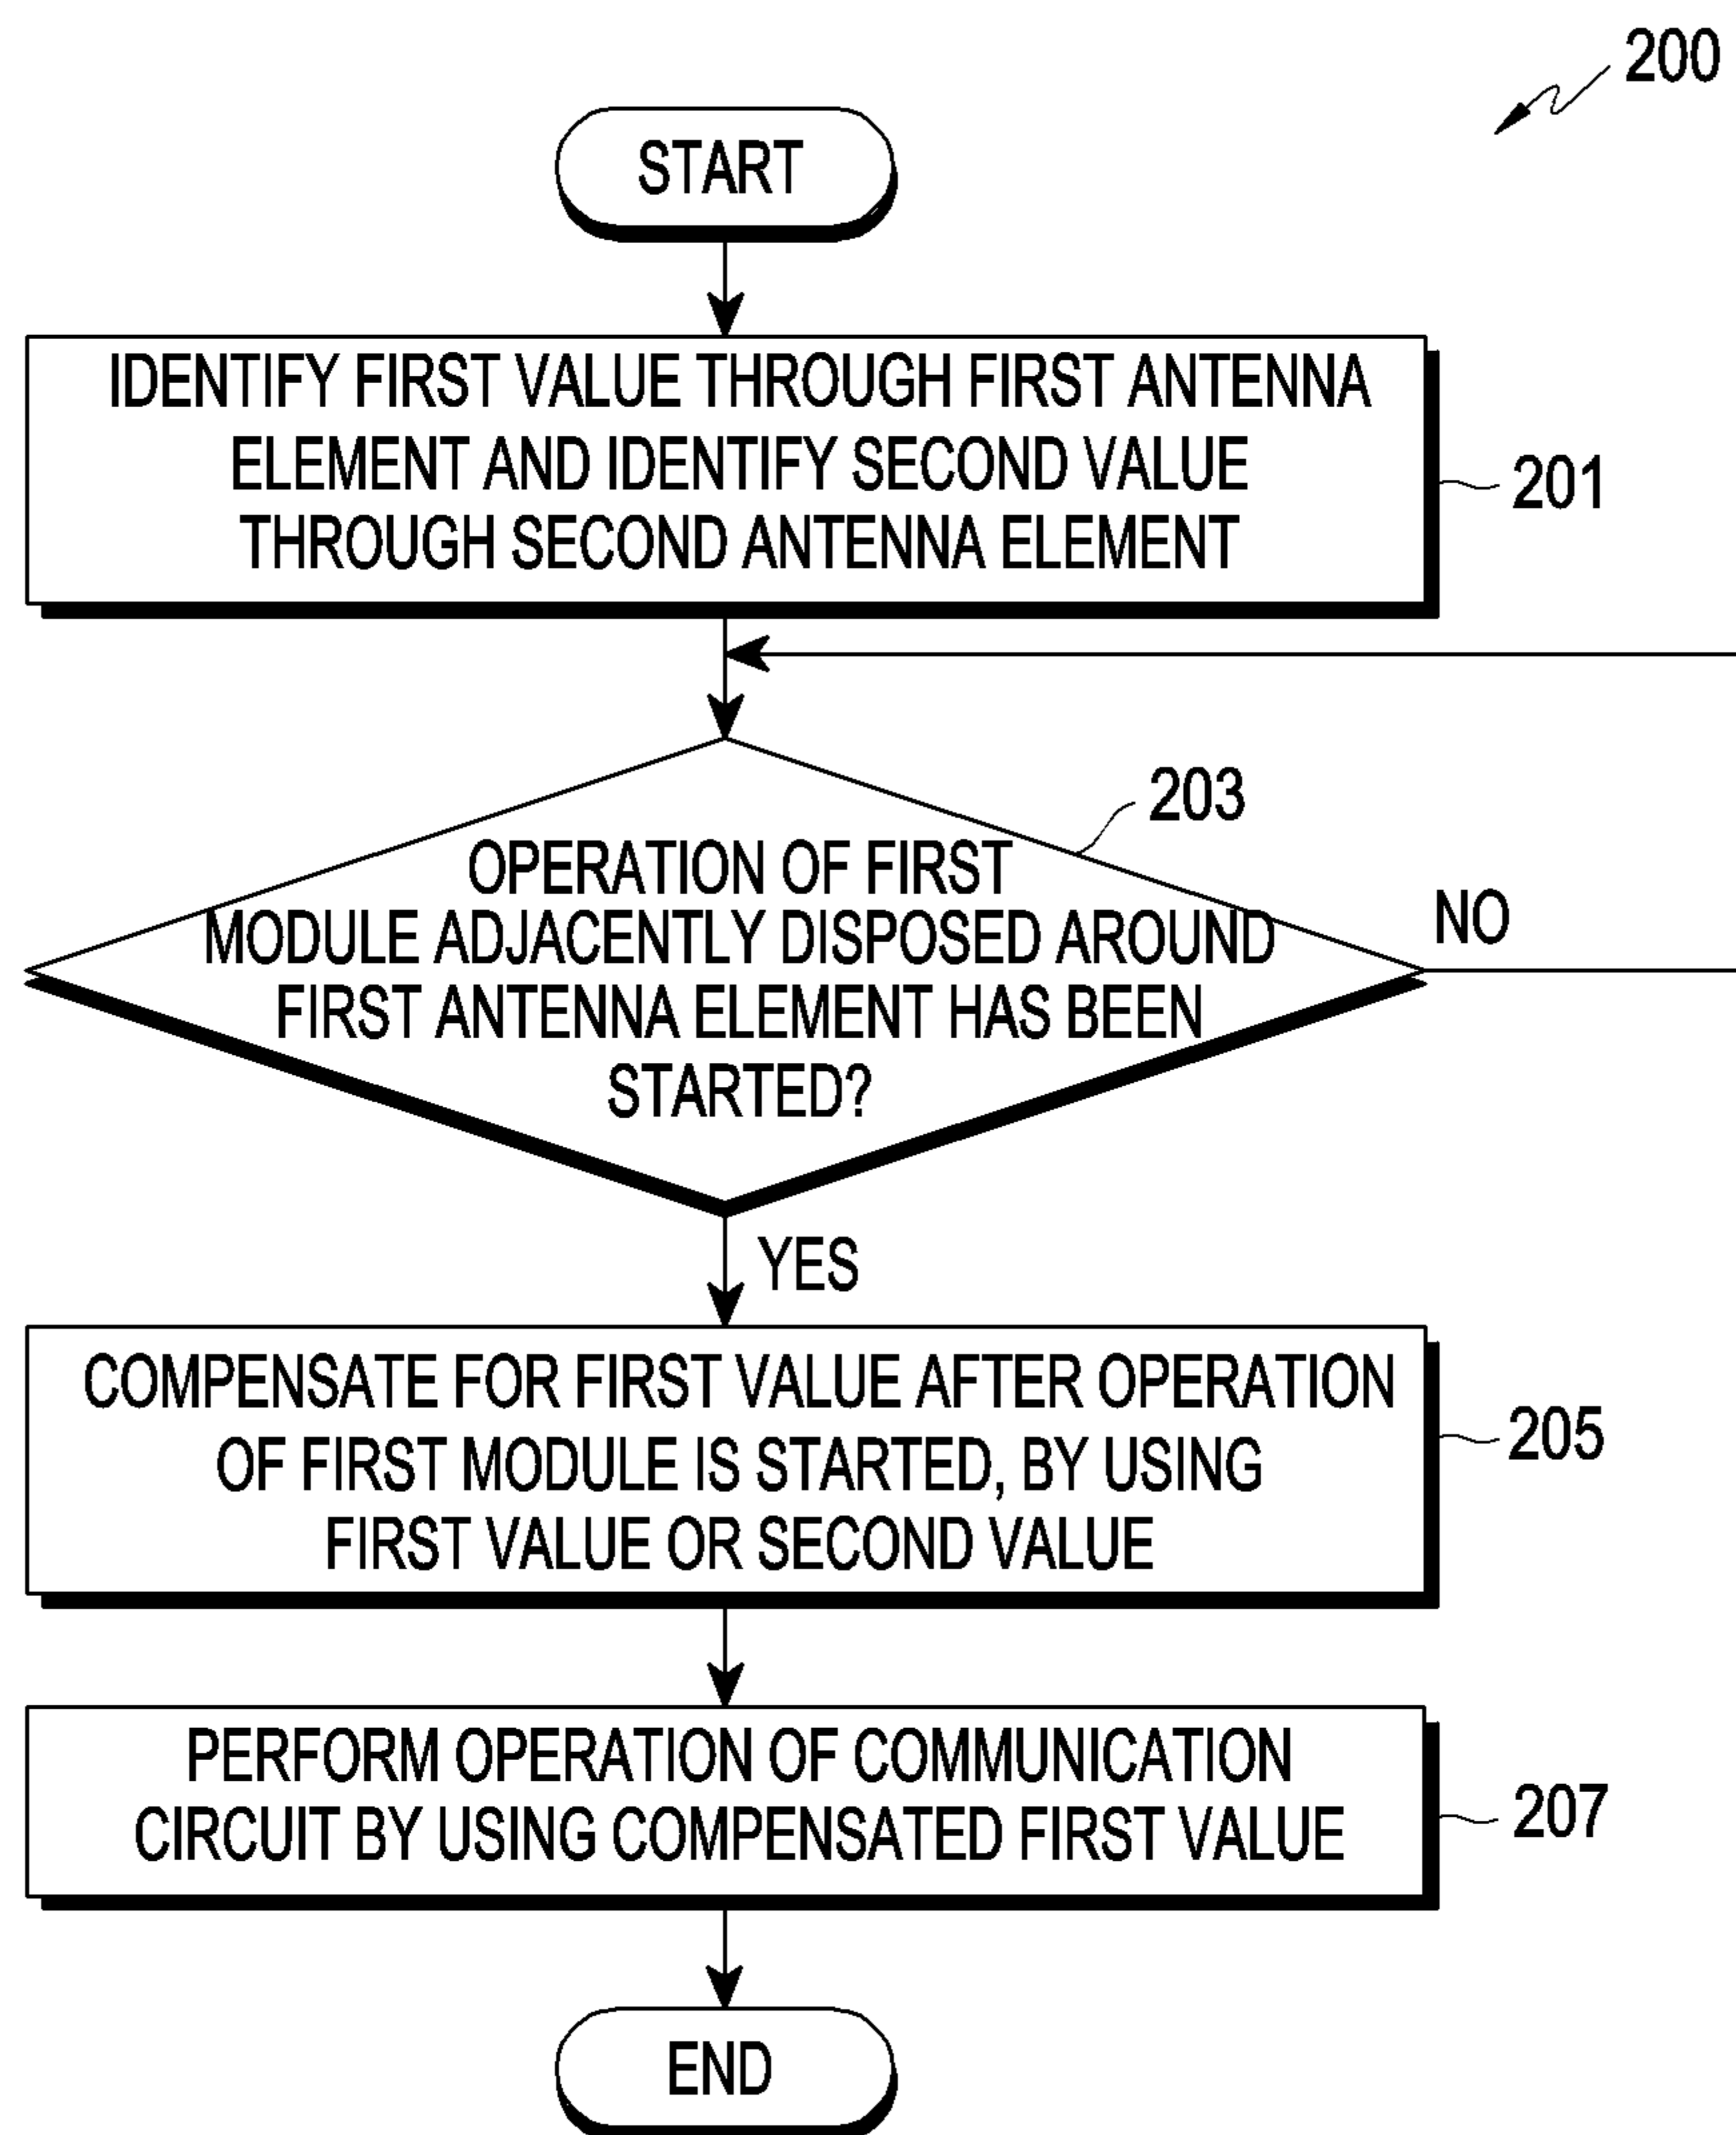 200
START
IDENTIFY FIRST VALUE THROUGH FIRST ANTENNA
ELEMENT AND IDENTIFY SECOND VALUE
THROUGH SECOND ANTENNA ELEMENT
201
203
OPERATION OF FIRST
MODULE ADJACENTLY DISPOSED AROUND
FIRST ANTENNA ELEMENT HAS BEEN
STARTED?
NO
YES
COMPENSATE FOR FIRST VALUE AFTER OPERATION
OF FIRST MODULE IS STARTED, BY USING
FIRST VALUE OR SECOND VALUE
205
PERFORM OPERATION OF COMMUNICATION
CIRCUIT BY USING COMPENSATED FIRST VALUE
207
END